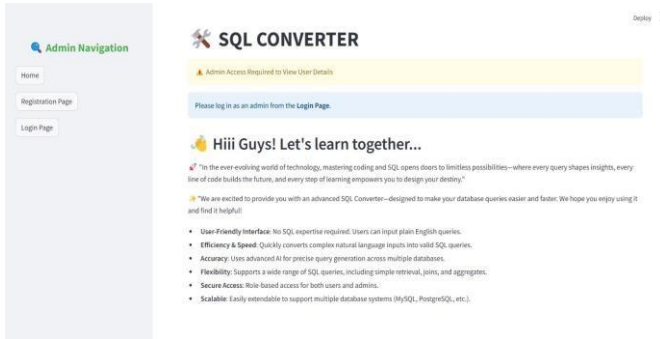 Deploy
Admin Navigation
Home
Registration Page
Login Page
SQL CONVERTER
Admin Access Required to View User Details
Please log in as an admin from the Login Page.
Hiii Guys! Let's learn together...
"In the ever-evolving world of technology, mastering coding and SQL opens doors to limitless possibilities—where every query shapes insights, every
line of code builds the future, and every step of learning empowers you to design your destiny."
"We are excited to provide you with an advanced SQL Converter—designed to make your database queries easier and faster. We hope you enjoy using it
and find it helpful!
• User-Friendly Interface: No SQL expertise required. Users can input plain English queries.
• Efficiency & Speed: Quickly converts complex natural language inputs into valid SQL queries.
• Accuracy: Uses advanced AI for precise query generation across multiple databases.
• Flexibility: Supports a wide range of SQL queries, including simple retrieval, joins, and aggregates.
• Secure Access: Role-based access for both users and admins.
• Scalable: Easily extendable to support multiple database systems (MySQL, PostgreSQL, etc.).